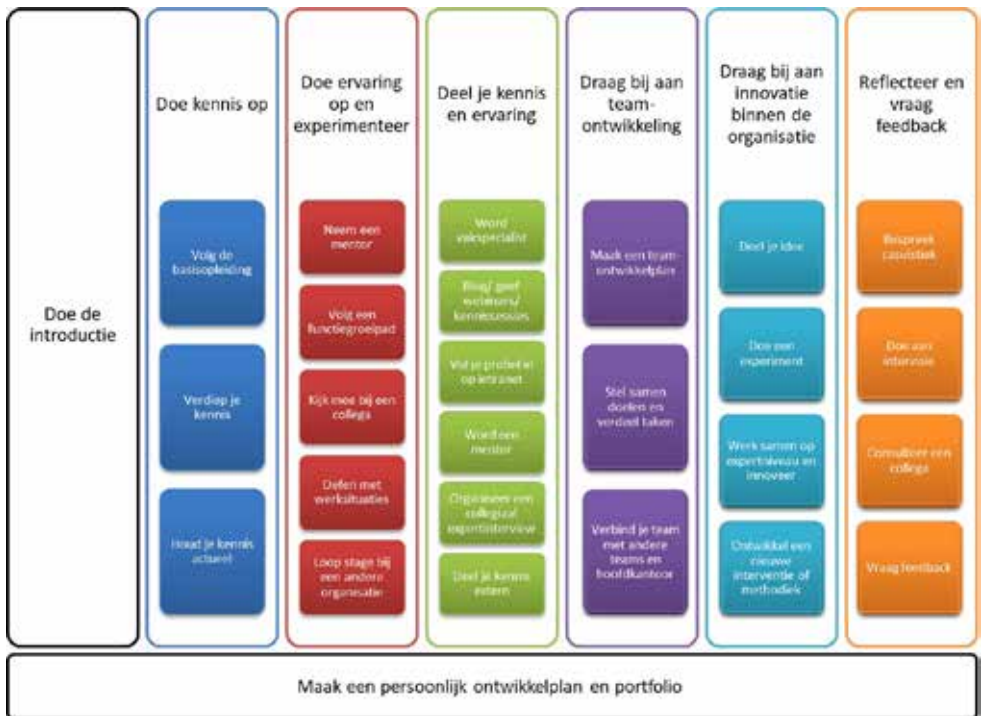 Doe de
introductie
Doe kennis op
Volg de
basisopleiding
Verdiep je
kennis
Houd je kennis
actueel
Doe ervaring
op en
experimenteer
Neem een
mentor
Volg een
functiegroeipad
Kijk mee bij een
collega
Oefen met
werksituaties
Loop stage bij
een andere
organisatie
Deel je kennis
en ervaring
Word
vakspecialist
Blog/ geef
webinars/
kennissessies
Vul je profiel in
op intranet
Word een
mentor
Organiseer een
collegiaal
expertinterview
Deel je kennis
extern
Draag bij aan
team-
ontwikkeling
Maak een team-
ontwikkelplan
Stel samen
doelen en
verdeel taken
Verbind je team
met andere
teams en
hoofdkantoor
Draag bij aan
innovatie
binnen de
organisatie
Deel je idee
Doe een
experiment
Werk samen op
expertniveau en
innoveer
Ontwikkel een
nieuwe
interventie of
methodiek
Reflecteer en
vraag
feedback
Bespreek
casuïstiek
Doe aan
intervisie
Consulteer een
collega
Vraag feedback
Maak een persoonlijk ontwikkelplan en portfolio